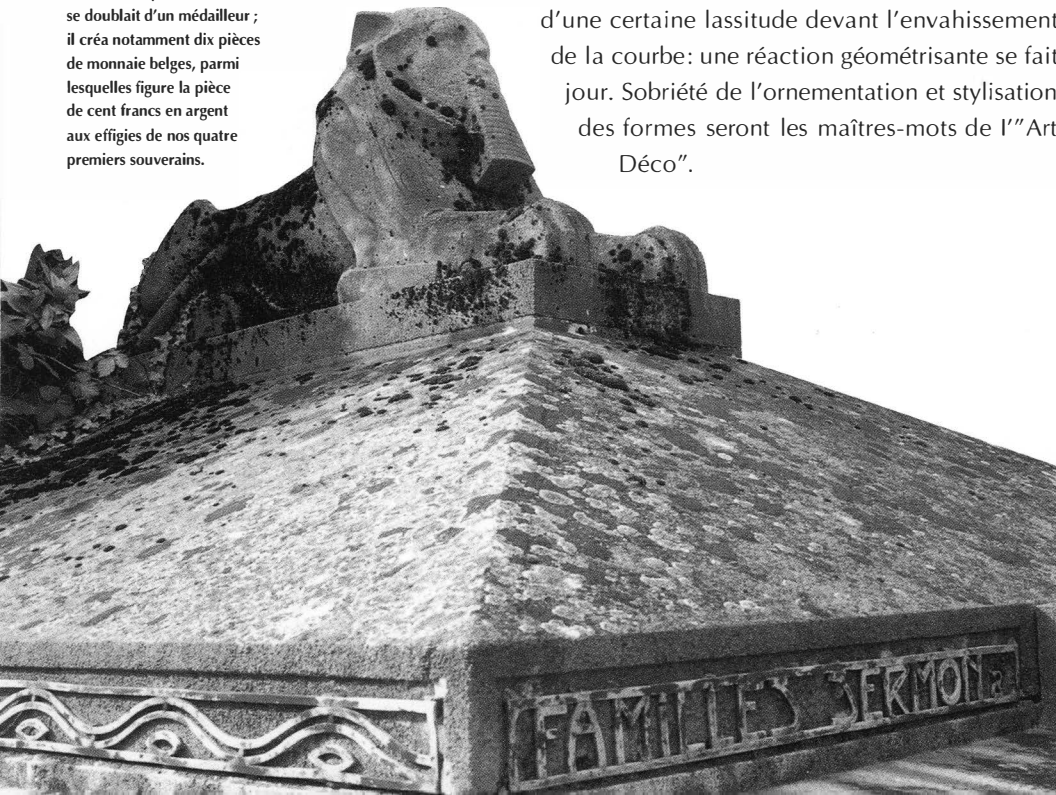 se doublait d'un médailleur ;
il créa notamment dix pièces
de monnaie belges, parmi
lesquelles figure la pièce
de cent francs en argent
aux effigies de nos quatre
premiers souverains.
d'une certaine lassitude devant l'envahissement
de la courbe: une réaction géométrisante se fait
jour. Sobriété de l'ornementation et stylisation
des formes seront les maîtres-mots de l'"Art
Déco".
FAMILLES SERMON